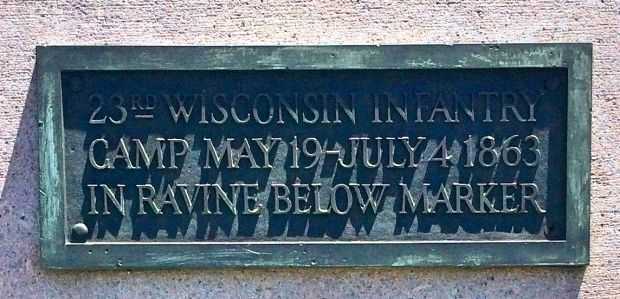 23RD WISCONSIN INFANTRY
CAMP MAY 19-JULY 4 1863
IN RAVINE BELOW MARKER